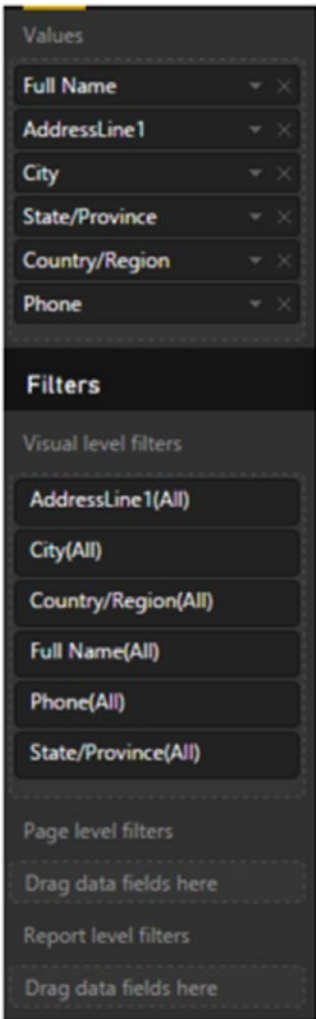 Values
Full Name
AddressLine1
City
State/Province
Country/Region
Phone
Filters
Visual level filters
AddressLine1(All)
City(All)
Country/Region(All)
Full Name(All)
Phone(All)
State/Province(All)
Page level filters
Drag data fields here
Report level filters
Drag data fields here